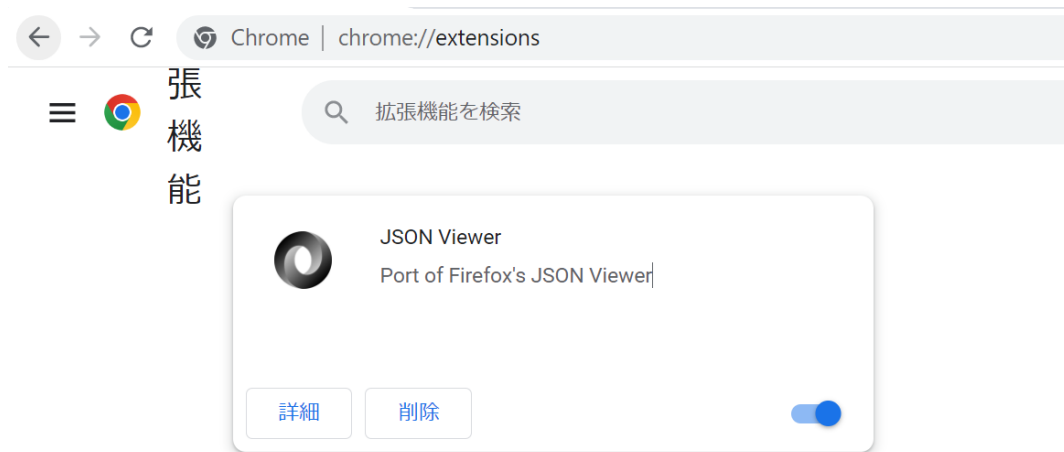 Chrome | chrome://extensions
張
機
能
拡張機能を検索
JSON Viewer
Port of Firefox's JSON Viewer
詳細 削除